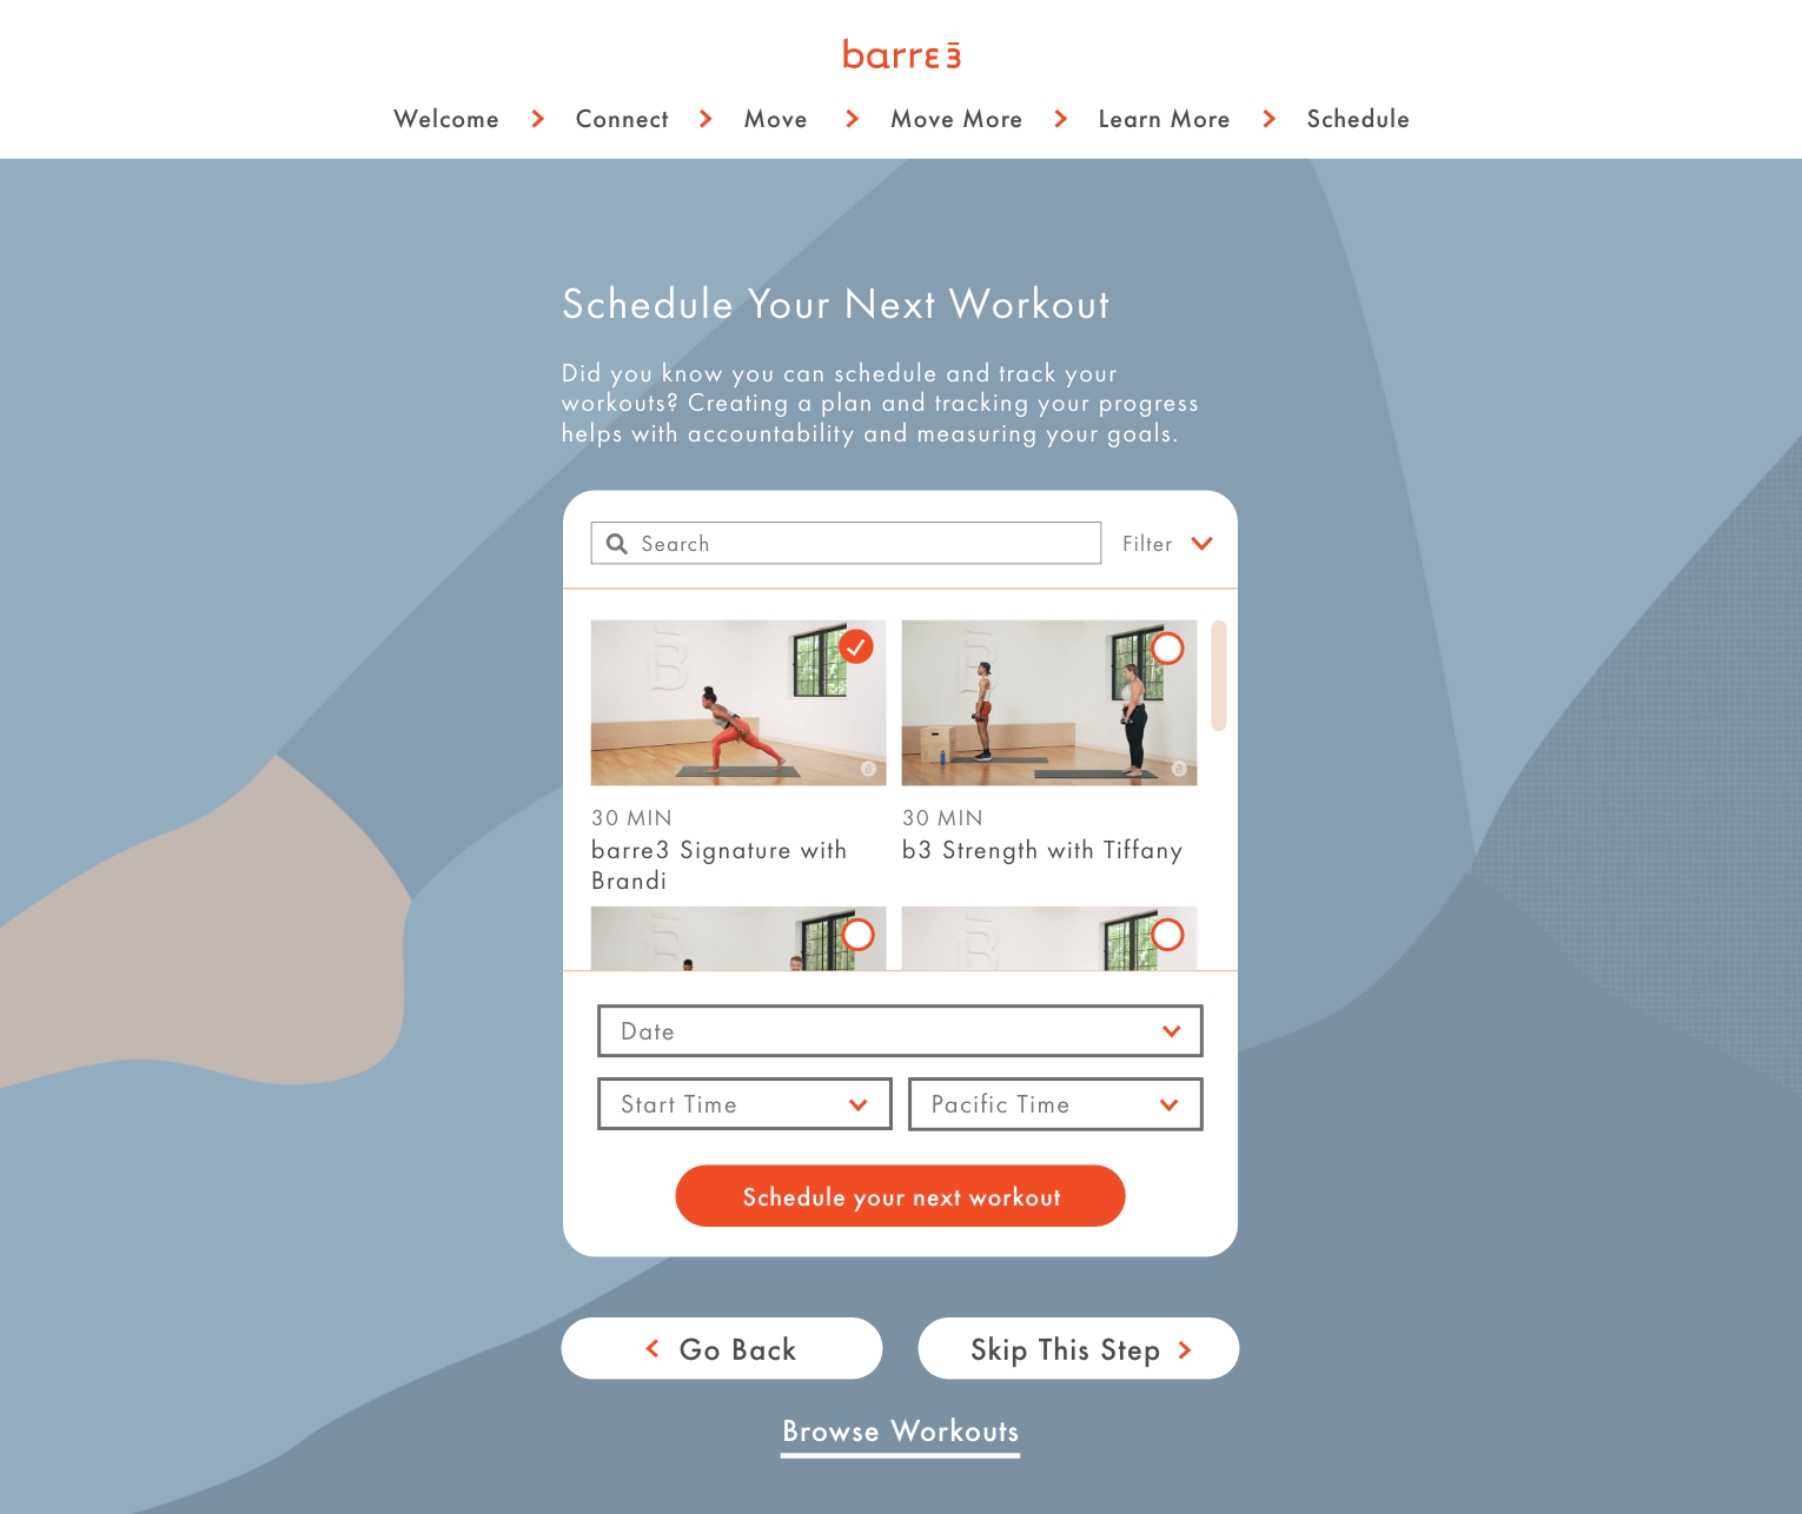 barre3
Welcome > Connect > Move > Move More > Learn More > Schedule
Schedule Your Next Workout
Did you know you can schedule and track your
workouts? Creating a plan and tracking your progress
helps with accountability and measuring your goals.
Search
Filter
30 MIN
barre3 Signature with
Brandi
30 MIN
b3 Strength with Tiffany
Date
Start Time
Pacific Time
Schedule your next workout
< Go Back
Skip This Step >
Browse Workouts